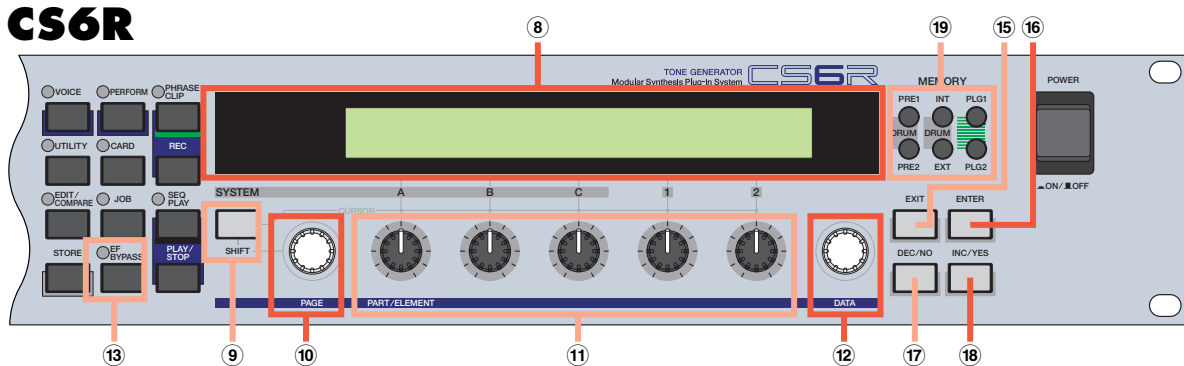 CS6R
⑧ ⑲ ⑮ ⑯
TONE GENERATOR
Modular Synthesis Plug-In System
CS6R
MEMORY
POWER
VOICE PERFORM PHRASE CLIP
PRE1 INT PLG1
DRUM DRUM
PRE2 EXT PLG2
UTILITY CARD REC
ON/ OFF
SYSTEM A B C 1 2
EDIT/ COMPARE JOB SEQ PLAY
CURSOR
EXIT ENTER
SHIFT
STORE EF BYPASS PLAY/ STOP
DEC/NO INC/YES
PAGE PART/ELEMENT DATA
⑬ ⑨ ⑩ ⑪ ⑫ ⑰ ⑱